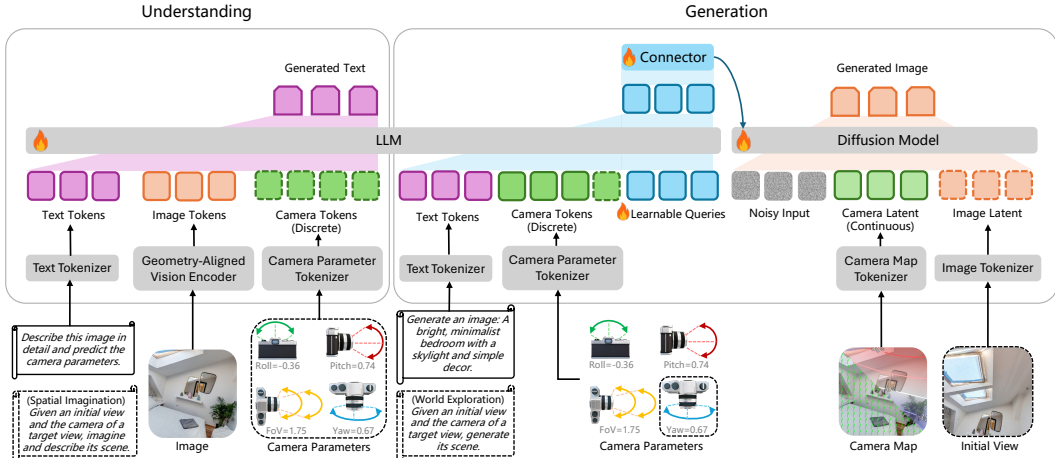 Understanding
Generation
Generated Text
Connector
Generated Image
LLM
Diffusion Model
Text Tokens
Image Tokens
Camera Tokens
(Discrete)
Text Tokens
Camera Tokens
(Discrete)
Learnable Queries
Noisy Input
Camera Latent
(Continuous)
Image Latent
Text Tokenizer
Geometry-Aligned
Vision Encoder
Camera Parameter
Tokenizer
Text Tokenizer
Camera Parameter
Tokenizer
Camera Map
Tokenizer
Image Tokenizer
Describe this image in
detail and predict the
camera parameters.
(Spatial Imagination)
Given an initial view
and the camera of a
target view, imagine
and describe its scene.
Image
Roll=-0.36
Pitch=0.74
FoV=1.75
Yaw=0.67
Camera Parameters
Generate an image: A
bright, minimalist
bedroom with a
skylight and simple
decor.
(World Exploration)
Given an initial view
and the camera of a
target view, generate
its scene.
Roll=-0.36
Pitch=0.74
FoV=1.75
Yaw=0.67
Camera Parameters
Camera Map
Initial View